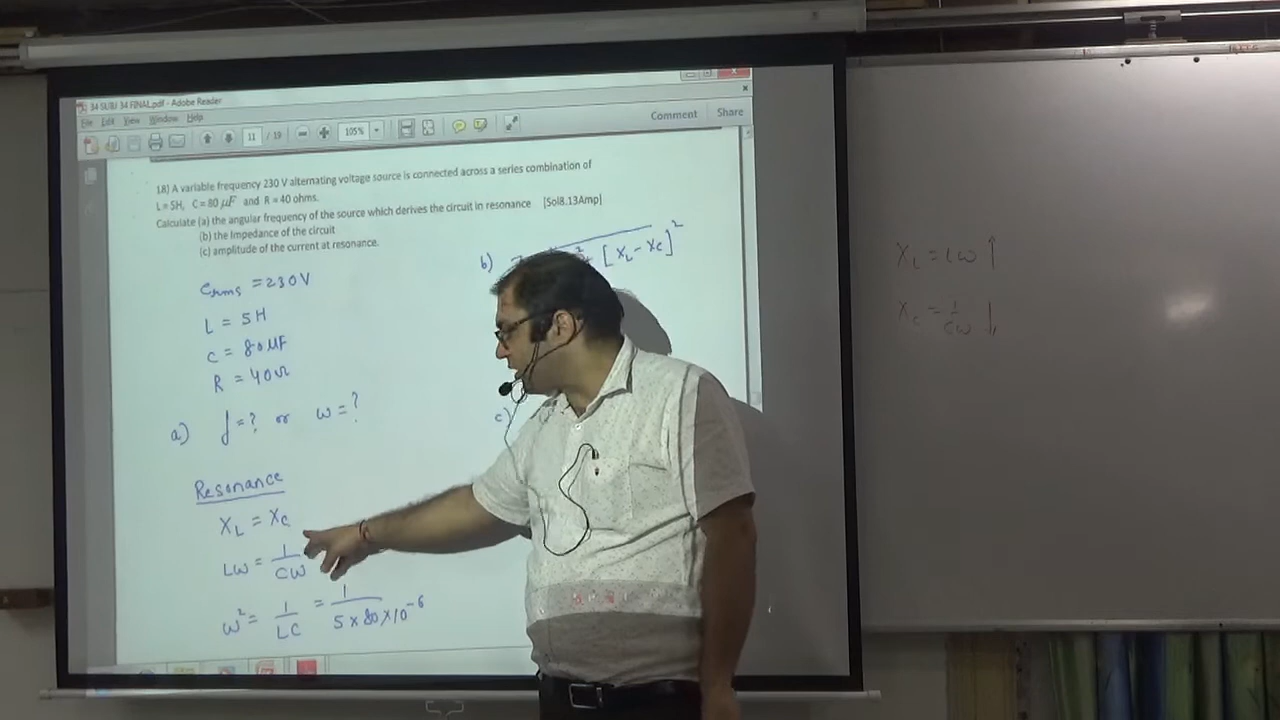 34 SUBJ 34 FINAL.pdf - Adobe Reader
File Edit View Window Help
11 / 19 105% Comment Share
18) A variable frequency 230 V alternating voltage source is connected across a series combination of
L = 5H, C = 80 μF and R = 40 ohms.
Calculate (a) the angular frequency of the source which derives the circuit in resonance [Sol8.13Amp]
(b) the Impedance of the circuit
(c) amplitude of the current at resonance.
erms = 230V
L = 5H
C = 80 μF
R = 40Ω
a) f = ? or ω = ?
Resonance
XL = XC
Lω = 1/Cω
ω² = 1/LC = 1/5×80×10⁻⁶
b) [XL - XC]²
c)
XL = Lω ↑
XC = 1/Cω ↓